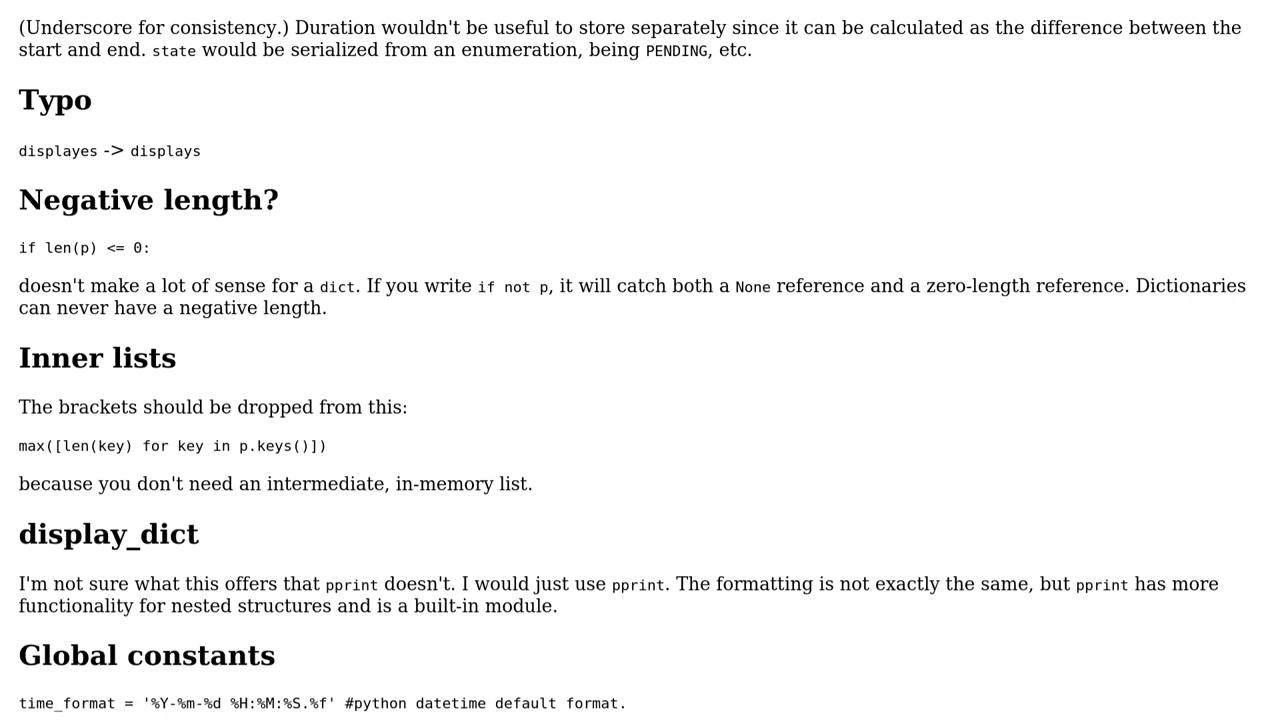 (Underscore for consistency.) Duration wouldn't be useful to store separately since it can be calculated as the difference between the
start and end. state would be serialized from an enumeration, being PENDING, etc.
Typo
displayes -> displays
Negative length?
if len(p) <= 0:
doesn't make a lot of sense for a dict. If you write if not p, it will catch both a None reference and a zero-length reference. Dictionaries
can never have a negative length.
Inner lists
The brackets should be dropped from this:
max([len(key) for key in p.keys()])
because you don't need an intermediate, in-memory list.
display_dict
I'm not sure what this offers that pprint doesn't. I would just use pprint. The formatting is not exactly the same, but pprint has more
functionality for nested structures and is a built-in module.
Global constants
time_format = '%Y-%m-%d %H:%M:%S.%f' #python datetime default format.